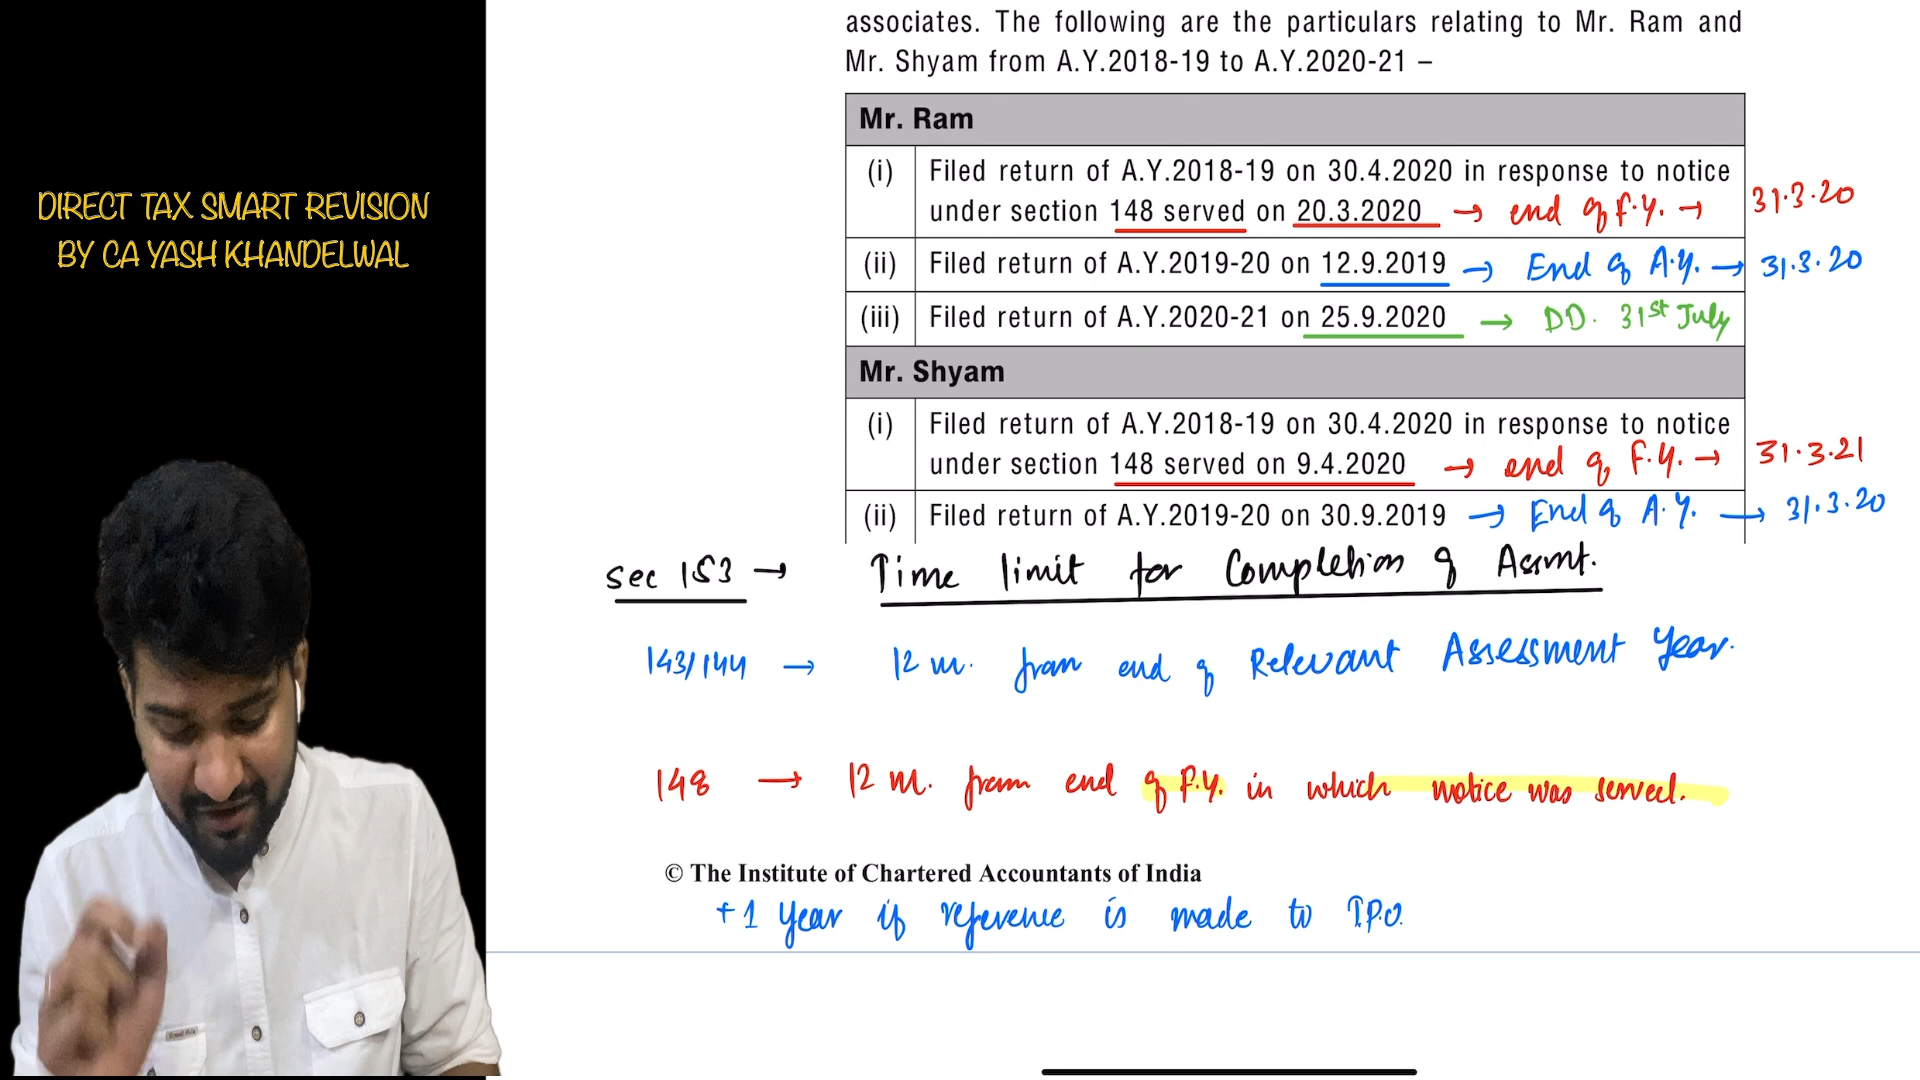 DIRECT TAX SMART REVISION
BY CA YASH KHANDELWAL
associates. The following are the particulars relating to Mr. Ram and
Mr. Shyam from A.Y.2018-19 to A.Y.2020-21 –
Mr. Ram
(i) Filed return of A.Y.2018-19 on 30.4.2020 in response to notice
under section 148 served on 20.3.2020 → end of F.Y. → 31.3.20
(ii) Filed return of A.Y.2019-20 on 12.9.2019 → End of A.Y. → 31.3.20
(iii) Filed return of A.Y.2020-21 on 25.9.2020 → DD. 31st July
Mr. Shyam
(i) Filed return of A.Y.2018-19 on 30.4.2020 in response to notice
under section 148 served on 9.4.2020 → end of F.Y. → 31.3.21
(ii) Filed return of A.Y.2019-20 on 30.9.2019 → End of A.Y. → 31.3.20
sec 153 → Time limit for Completion of Assmt.
143/144 → 12 m. from end of Relevant Assessment Year.
148 → 12 m. from end of F.Y. in which notice was served.
© The Institute of Chartered Accountants of India
+1 Year if reference is made to T.P.O.